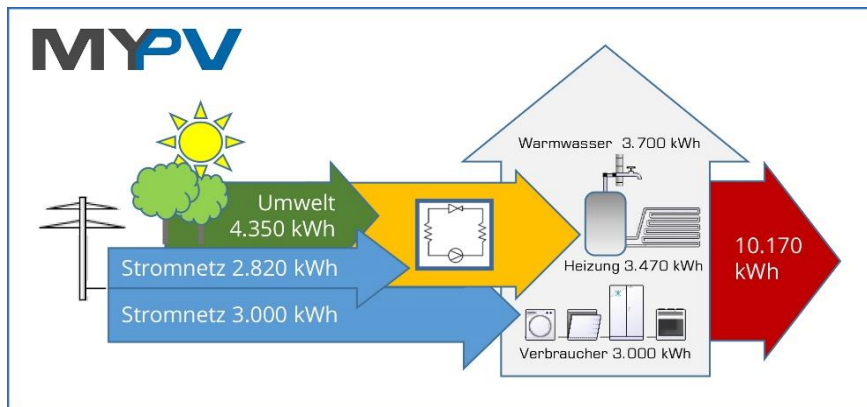 MYPV
Warmwasser 3.700 kWh
Umwelt
4.350 kWh
Stromnetz 2.820 kWh
Heizung 3.470 kWh
10.170
kWh
Stromnetz 3.000 kWh
Verbraucher 3.000 kWh